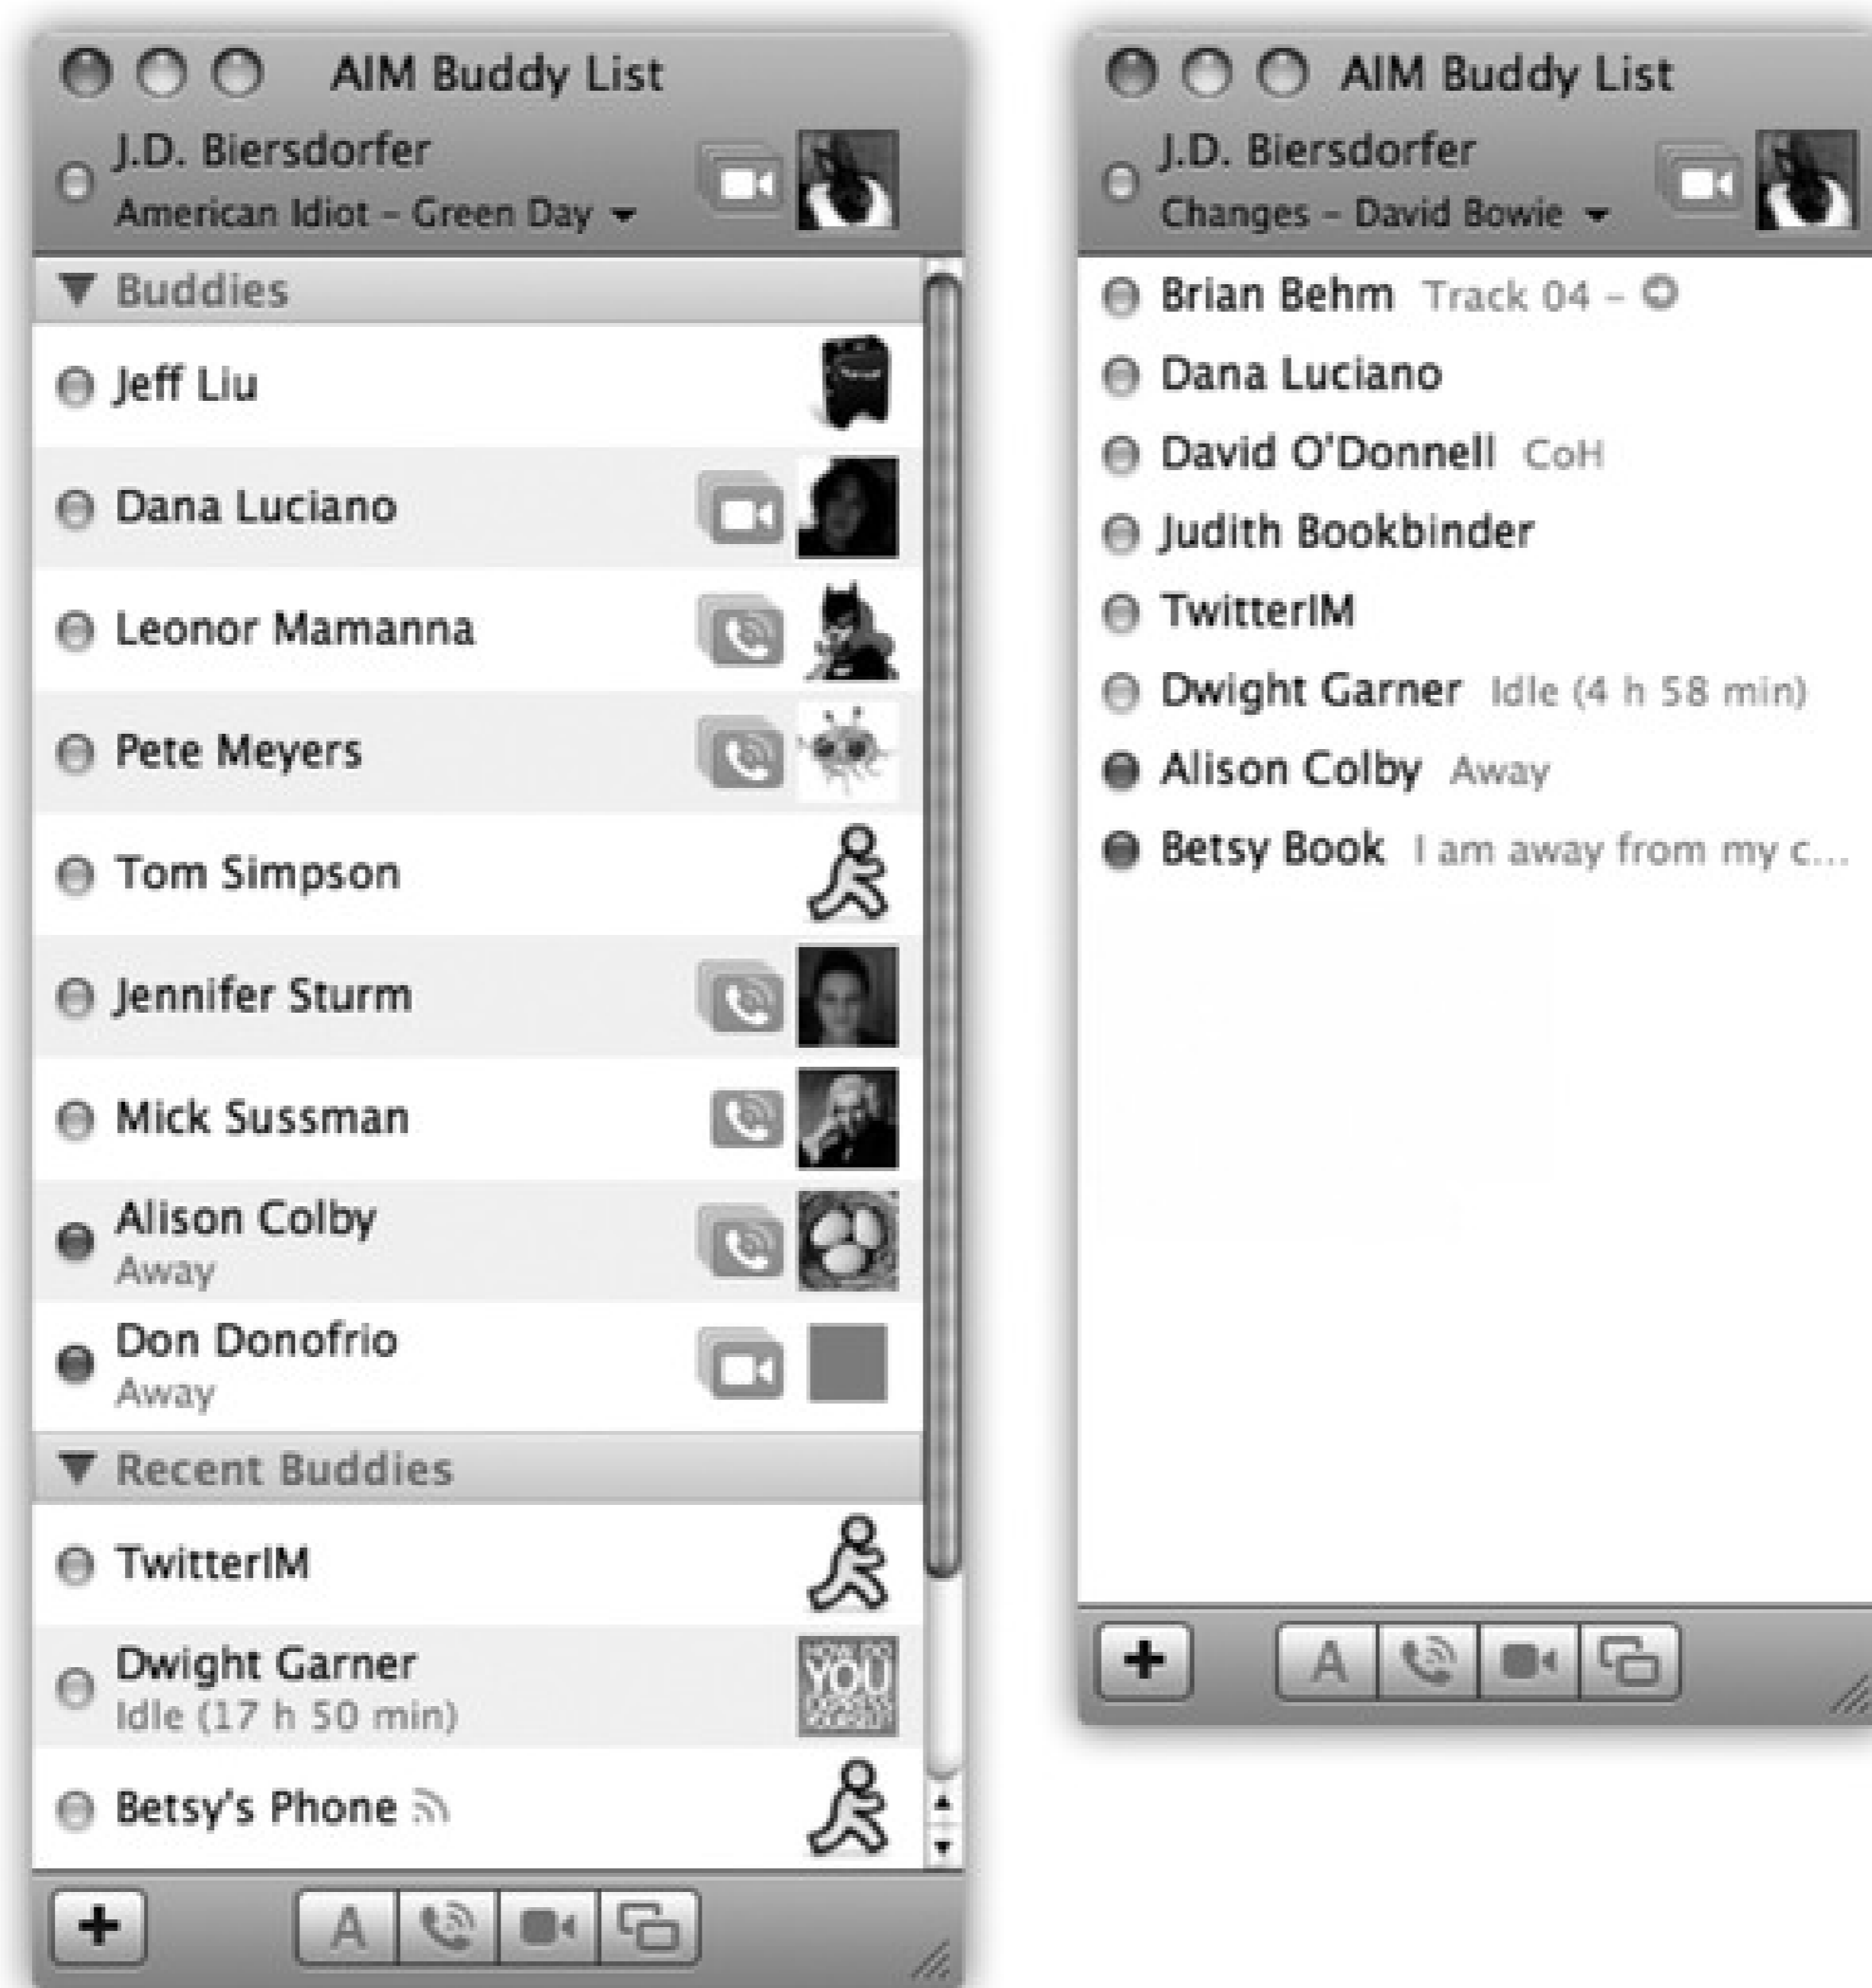 AIM Buddy List
J.D. Biersdorfer
American Idiot – Green Day
Buddies
Jeff Liu
Dana Luciano
Leonor Mamanna
Pete Meyers
Tom Simpson
Jennifer Sturm
Mick Sussman
Alison Colby
Away
Don Donofrio
Away
Recent Buddies
TwitterIM
Dwight Garner
Idle (17 h 50 min)
YOU
Betsy's Phone
A
AIM Buddy List
J.D. Biersdorfer
Changes – David Bowie
Brian Behm Track 04 –
Dana Luciano
David O'Donnell CoH
Judith Bookbinder
TwitterIM
Dwight Garner Idle (4 h 58 min)
Alison Colby Away
Betsy Book I am away from my c...
A